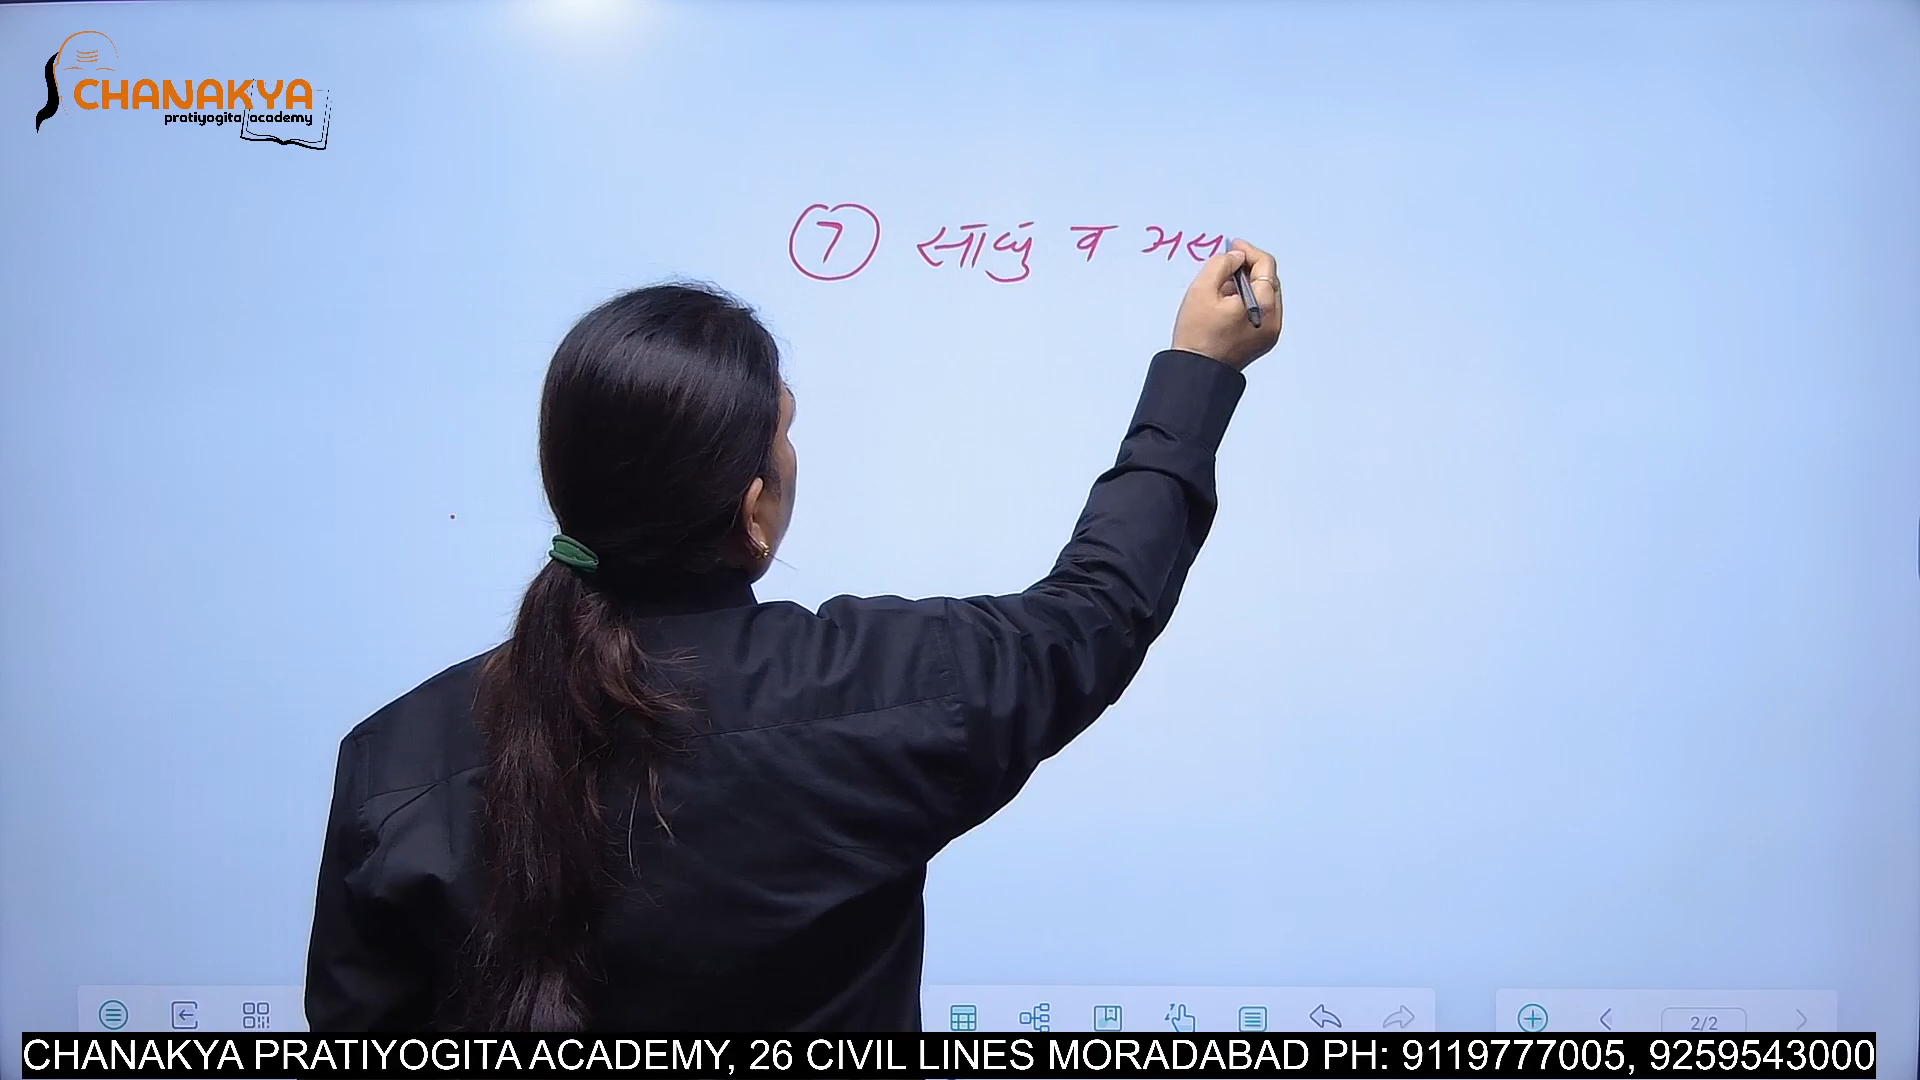 CHANAKYA
pratiyogita academy
7 साधु व अस
2/2
CHANAKYA PRATIYOGITA ACADEMY, 26 CIVIL LINES MORADABAD PH: 9119777005, 9259543000